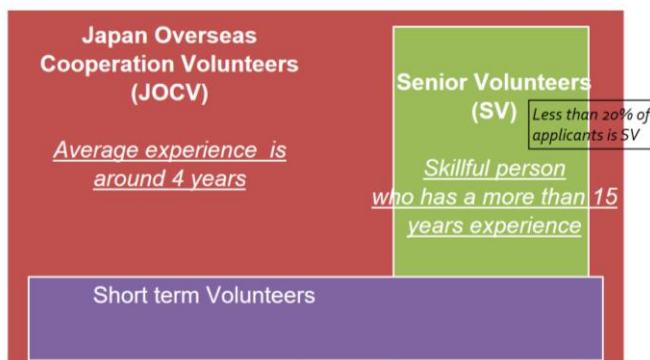 Japan Overseas
Cooperation Volunteers
(JOCV)
Average experience is
around 4 years
Senior Volunteers
(SV)
Less than 20% of
applicants is SV
Skillful person
who has a more than 15
years experience
Short term Volunteers